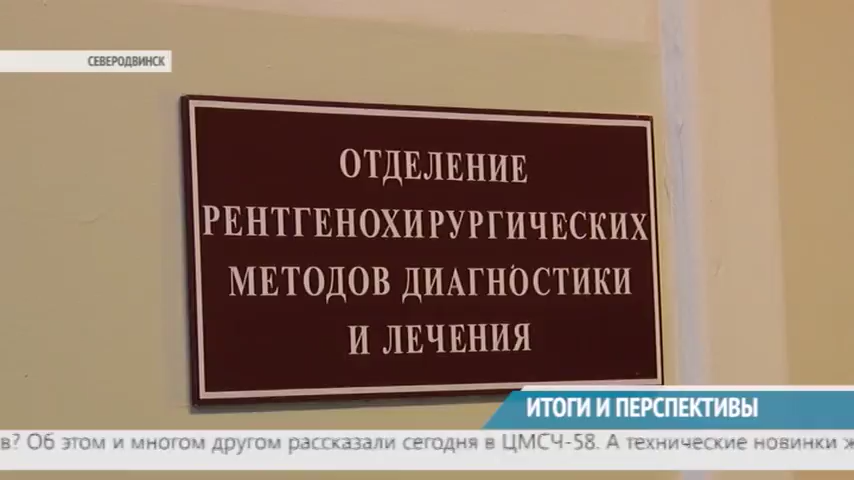 СЕВЕРОДВИНСК
ОТДЕЛЕНИЕ
РЕНТГЕНОХИРУРГИЧЕСКИХ
МЕТОДОВ ДИАГНОСТИКИ
И ЛЕЧЕНИЯ
ИТОГИ И ПЕРСПЕКТИВЫ
? Об этом и многом другом рассказали сегодня в ЦМСЧ-58. А технические новинки